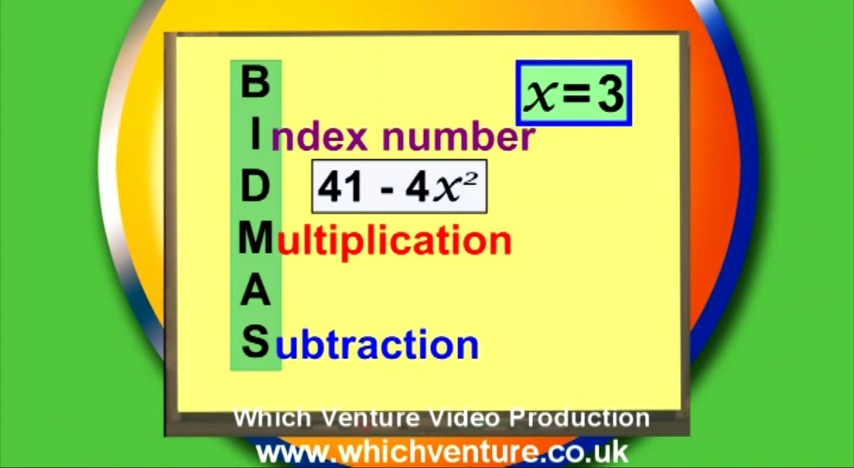 B
x=3
Index number
D
41 - 4x²
Multiplication
A
Subtraction
Which Venture Video Production
www.whichventure.co.uk